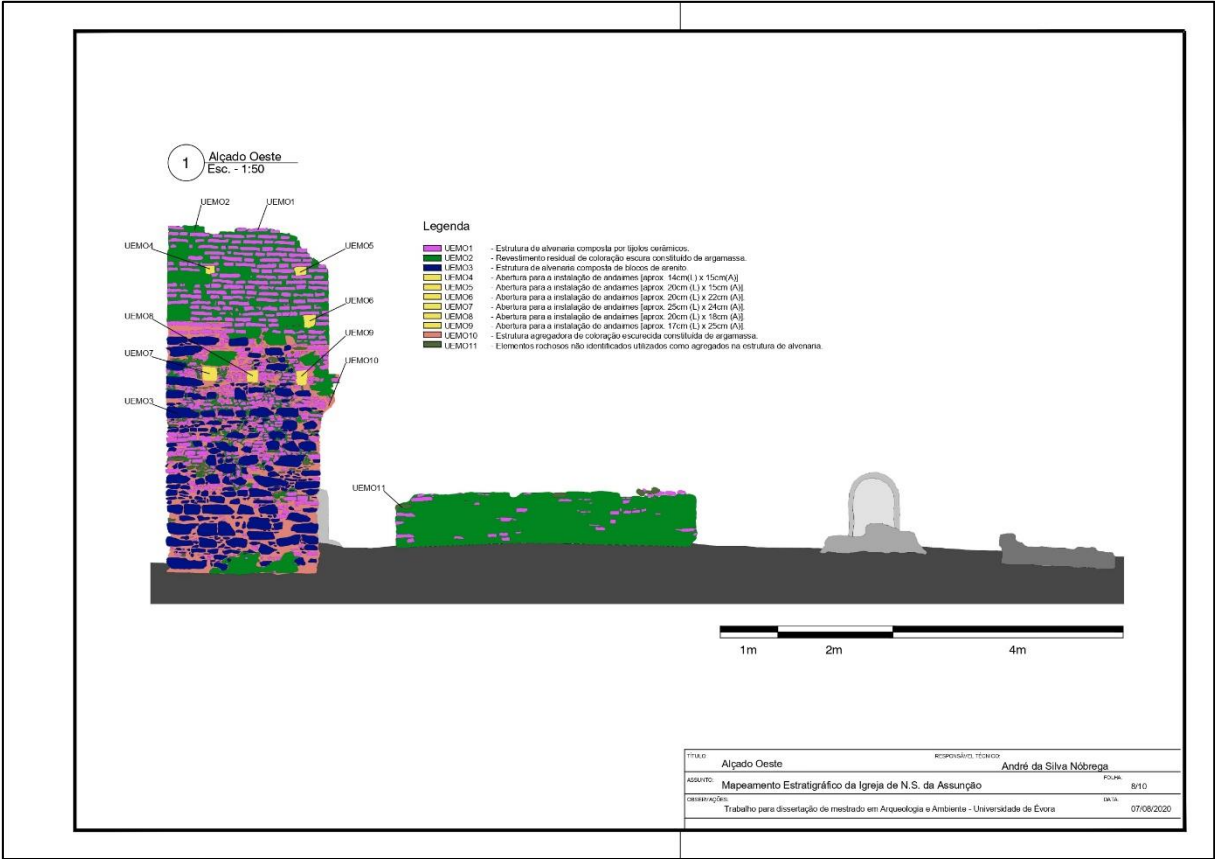 1
Alçado Oeste
Esc. - 1:50
UEMO2
UEMO1
UEMO4
UEMO5
UEMO6
UEMO8
UEMO9
UEMO7
UEMO10
UEMO3
UEMO11
Legenda
UEMO1 - Estrutura de alvenaria composta por tijolos cerâmicos.
UEMO2 - Revestimento residual de coloração escura constituído de argamassa.
UEMO3 - Estrutura de alvenaria composta de blocos de arenito.
UEMO4 - Abertura para a instalação de andaimes [aprox. 14cm(L) x 15cm(A)]
UEMO5 - Abertura para a instalação de andaimes [aprox. 20cm (L) x 15cm (A)].
UEMO6 - Abertura para a instalação de andaimes [aprox. 20cm (L) x 22cm (A)].
UEMO7 - Abertura para a instalação de andaimes [aprox. 25cm (L) x 24cm (A)].
UEMO8 - Abertura para a instalação de andaimes [aprox. 20cm (L) x 18cm (A)].
UEMO9 - Abertura para a instalação de andaimes [aprox. 17cm (L) x 25cm (A)].
UEMO10 - Estrutura agregadora de coloração escurecida constituída de argamassa.
UEMO11 - Elementos rochosos não identificados utilizados como agregados na estrutura de alvenaria.
1m 2m 4m
TÍTULO: Alçado Oeste RESPONSÁVEL TÉCNICO: André da Silva Nóbrega
ASSUNTO: Mapeamento Estratigráfico da Igreja de N.S. da Assunção FOLHA: 8/10
OBSERVAÇÕES: Trabalho para dissertação de mestrado em Arqueologia e Ambiente - Universidade de Évora DATA: 07/08/2020